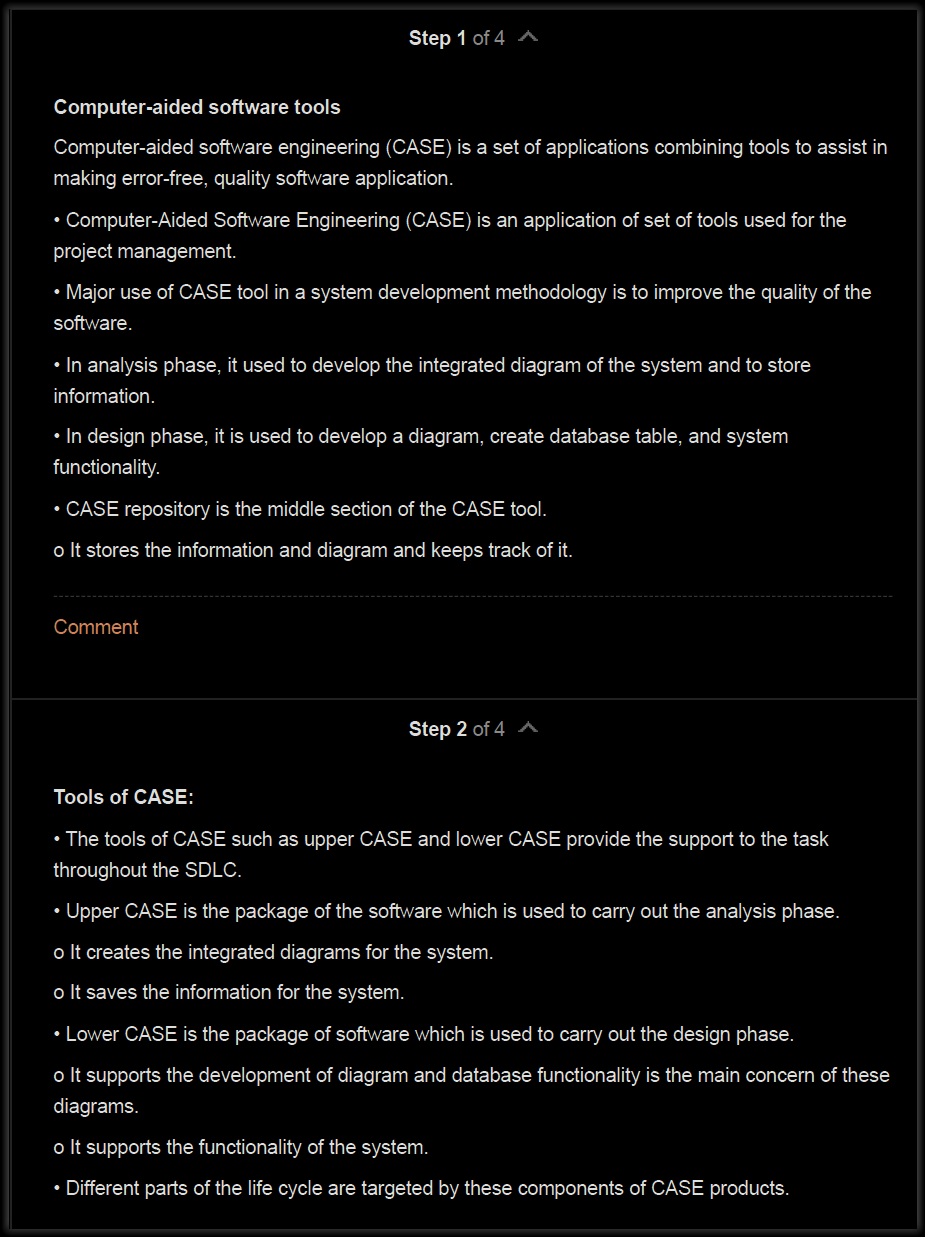 Step 1 of 4
Computer-aided software tools
Computer-aided software engineering (CASE) is a set of applications combining tools to assist in
making error-free, quality software application.
• Computer-Aided Software Engineering (CASE) is an application of set of tools used for the
project management.
• Major use of CASE tool in a system development methodology is to improve the quality of the
software.
• In analysis phase, it used to develop the integrated diagram of the system and to store
information.
• In design phase, it is used to develop a diagram, create database table, and system
functionality.
• CASE repository is the middle section of the CASE tool.
o It stores the information and diagram and keeps track of it.
Comment
Step 2 of 4
Tools of CASE:
• The tools of CASE such as upper CASE and lower CASE provide the support to the task
throughout the SDLC.
• Upper CASE is the package of the software which is used to carry out the analysis phase.
o It creates the integrated diagrams for the system.
o It saves the information for the system.
• Lower CASE is the package of software which is used to carry out the design phase.
o It supports the development of diagram and database functionality is the main concern of these
diagrams.
o It supports the functionality of the system.
• Different parts of the life cycle are targeted by these components of CASE products.